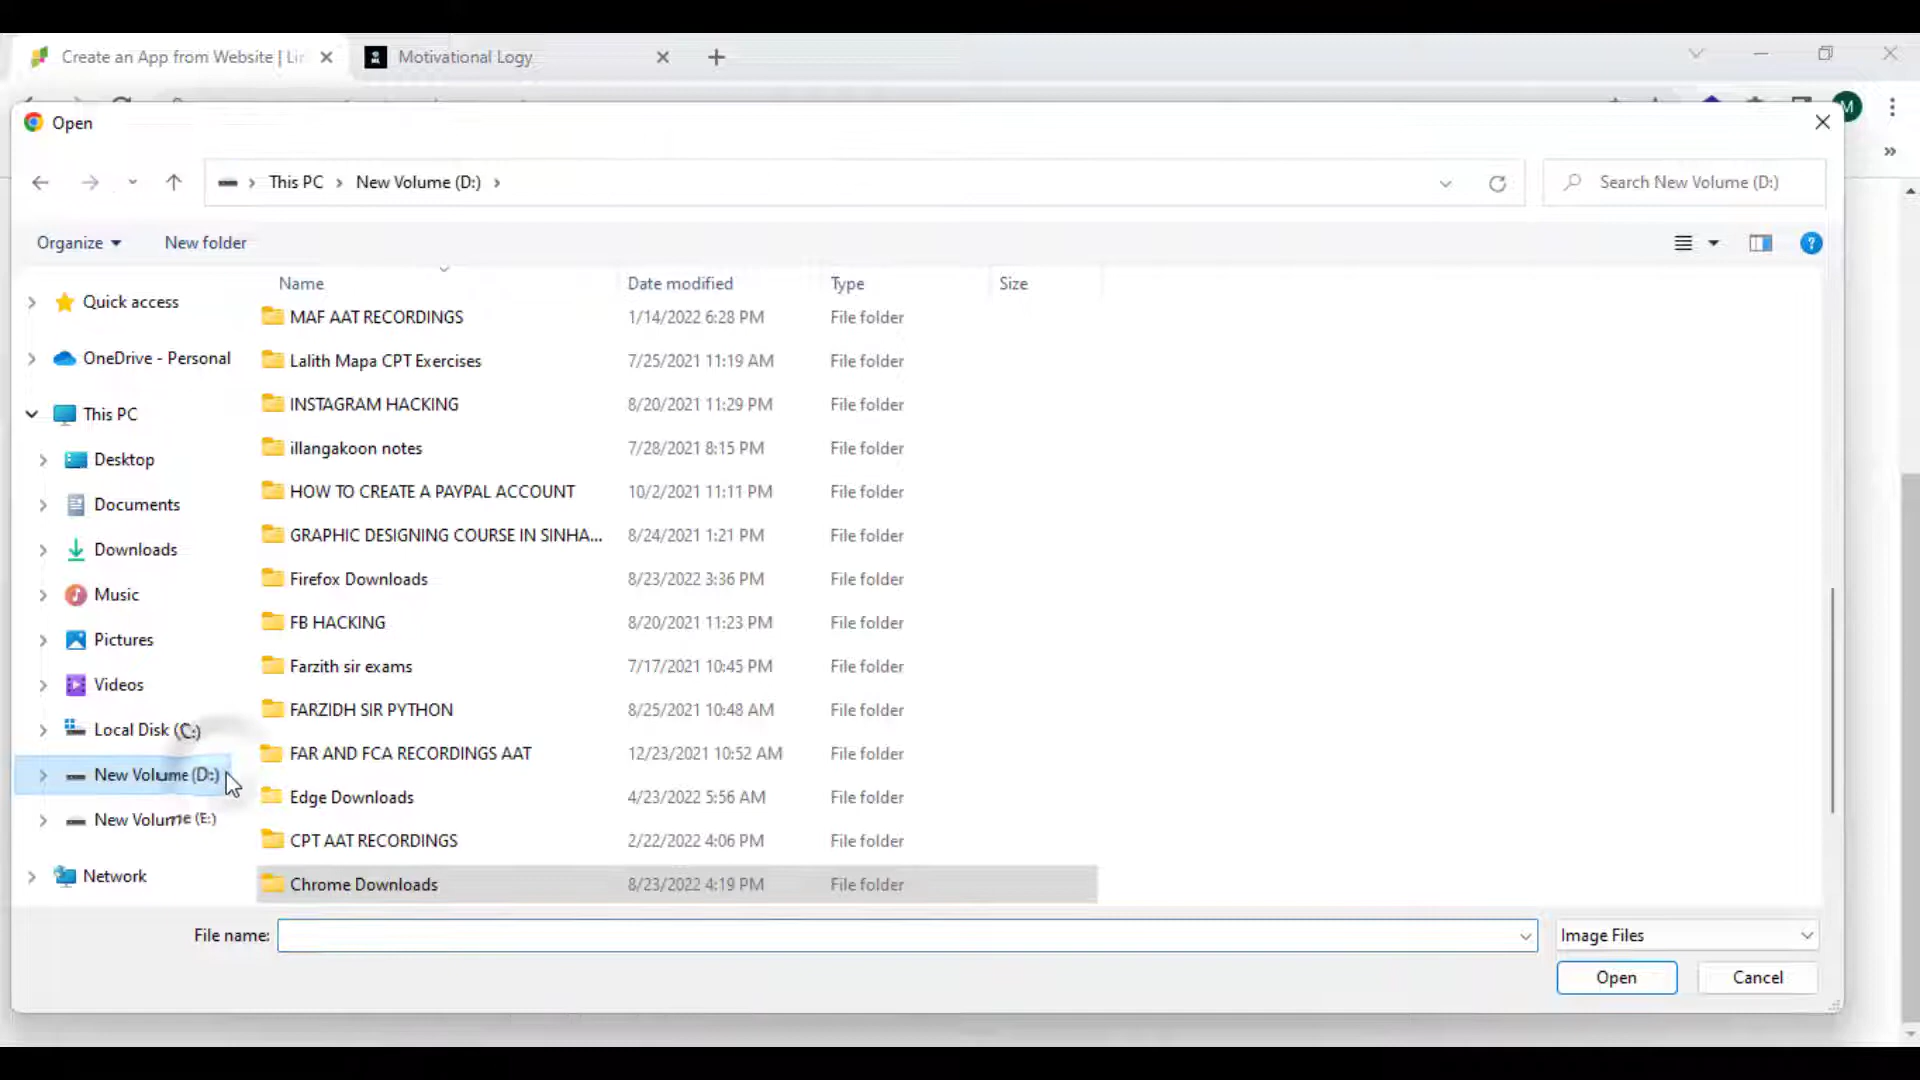 Create an App from Website | Lin
Motivational Logy
M
Open
This PC
New Volume (D:)
Search New Volume (D:)
Organize
New folder
Name
Date modified
Type
Size
Quick access
OneDrive - Personal
This PC
Desktop
Documents
Downloads
Music
Pictures
Videos
Local Disk (C:)
New Volume (D:)
New Volume (E:)
Network
MAF AAT RECORDINGS 1/14/2022 6:28 PM File folder
Lalith Mapa CPT Exercises 7/25/2021 11:19 AM File folder
INSTAGRAM HACKING 8/20/2021 11:29 PM File folder
illangakoon notes 7/28/2021 8:15 PM File folder
HOW TO CREATE A PAYPAL ACCOUNT 10/2/2021 11:11 PM File folder
GRAPHIC DESIGNING COURSE IN SINHA... 8/24/2021 1:21 PM File folder
Firefox Downloads 8/23/2022 3:36 PM File folder
FB HACKING 8/20/2021 11:23 PM File folder
Farzith sir exams 7/17/2021 10:45 PM File folder
FARZIDH SIR PYTHON 8/25/2021 10:48 AM File folder
FAR AND FCA RECORDINGS AAT 12/23/2021 10:52 AM File folder
Edge Downloads 4/23/2022 5:56 AM File folder
CPT AAT RECORDINGS 2/22/2022 4:06 PM File folder
Chrome Downloads 8/23/2022 4:19 PM File folder
File name:
Image Files
Open
Cancel